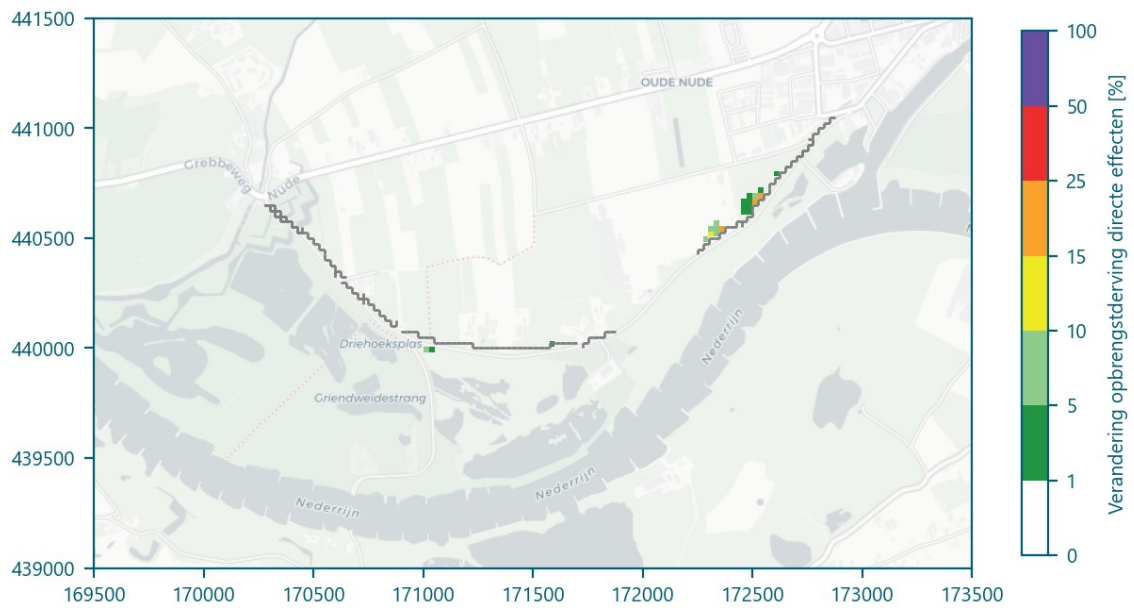 441500
441000
440500
440000
439500
439000
169500 170000 170500 171000 171500 172000 172500 173000 173500
OUDE NUDE
Grebbeweg
Nude
Driehoeksplas
Griendweidestrang
Nederrijn
Nederrijn
Nederrijn
100
50
25
15
10
5
1
0
Verandering opbrengstderving directe effecten [%]